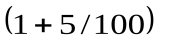 (1 + 5/100)